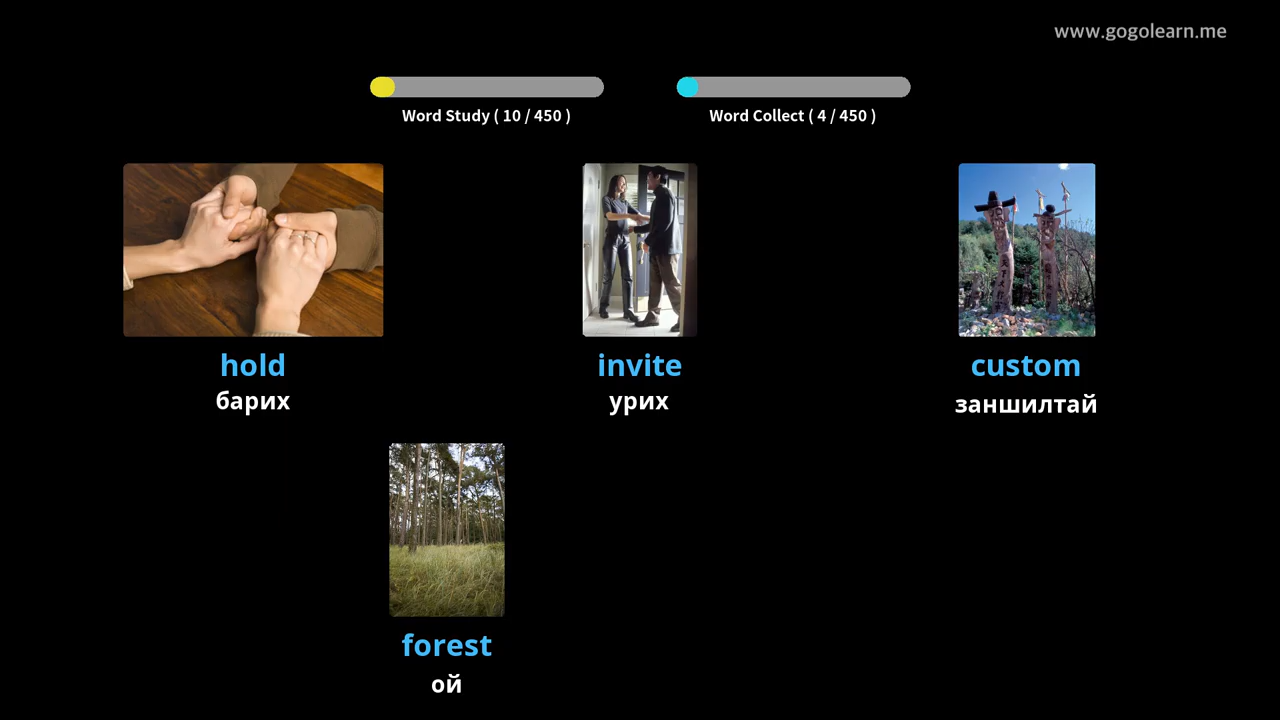 www.gogolearn.me
Word Study ( 10 / 450 )
Word Collect ( 4 / 450 )
hold
барих
invite
урих
custom
заншилтай
forest
ой